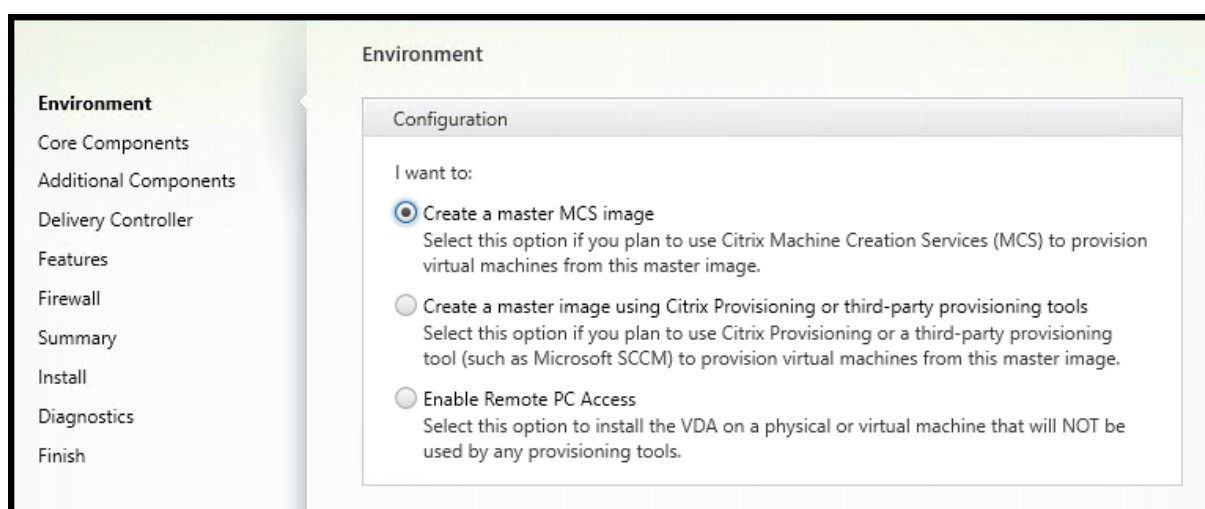 Environment
Core Components
Additional Components
Delivery Controller
Features
Firewall
Summary
Install
Diagnostics
Finish
Environment
Configuration
I want to:
Create a master MCS image
Select this option if you plan to use Citrix Machine Creation Services (MCS) to provision
virtual machines from this master image.
Create a master image using Citrix Provisioning or third-party provisioning tools
Select this option if you plan to use Citrix Provisioning or a third-party provisioning
tool (such as Microsoft SCCM) to provision virtual machines from this master image.
Enable Remote PC Access
Select this option to install the VDA on a physical or virtual machine that will NOT be
used by any provisioning tools.